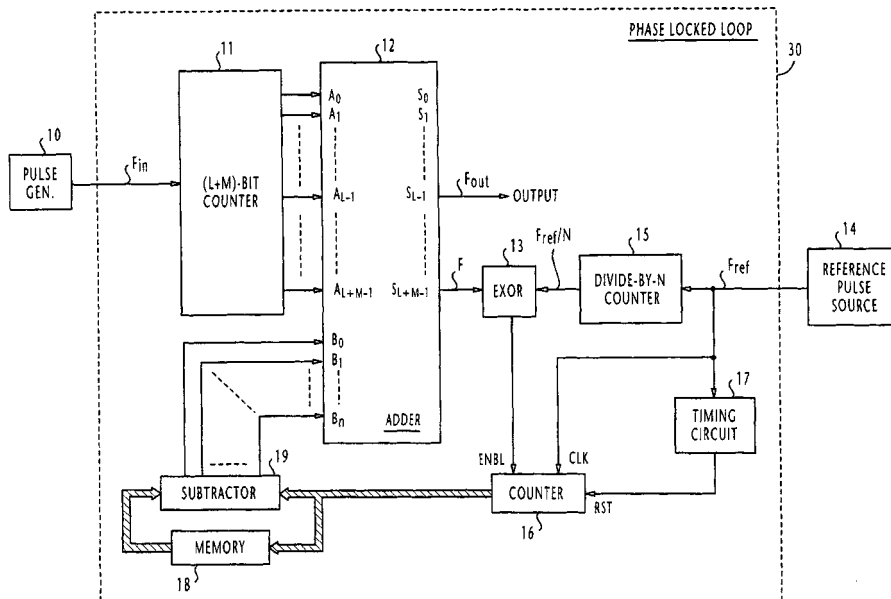 PHASE LOCKED LOOP
30
11
12
10
PULSE
GEN.
Fin
(L+M)-BIT
COUNTER
A0
A1
AL-1
AL+M-1
B0
B1
Bn
S0
S1
SL-1
SL+M-1
ADDER
Fout
OUTPUT
F
13
EXOR
Fref/N
15
DIVIDE-BY-N
COUNTER
Fref
14
REFERENCE
PULSE
SOURCE
17
TIMING
CIRCUIT
ENBL
CLK
COUNTER
16
RST
19
SUBTRACTOR
MEMORY
18